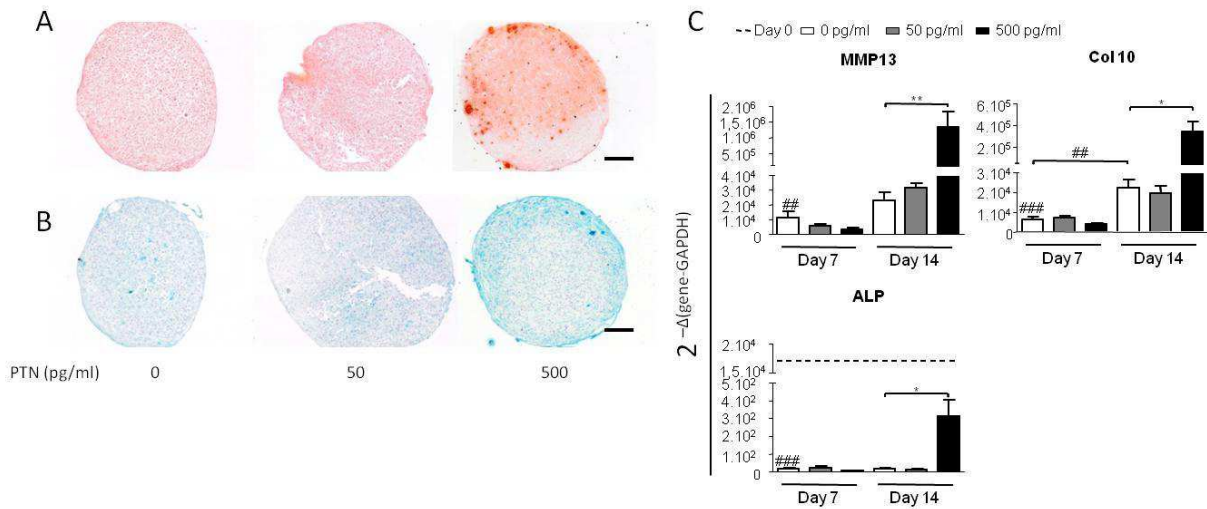 A
B
PTN (pg/ml) 0 50 500
C
Day 0 0 pg/ml 50 pg/ml 500 pg/ml
2 –Δ(gene-GAPDH)
MMP13
2.10⁶
1,5.10⁶
1.10⁶
5.10⁵
4.10⁴
3.10⁴
2.10⁴
1.10⁴
0
##
**
Day 7 Day 14
Col 10
6.10⁵
5.10⁵
4.10⁵
3.10⁵
2.10⁵
3.10⁴
2.10⁴
1.10⁴
0
###
##
*
Day 7 Day 14
ALP
2.10⁴
1,5.10⁴
5.10²
4.10²
3.10²
2.10²
1.10²
0
###
*
Day 7 Day 14